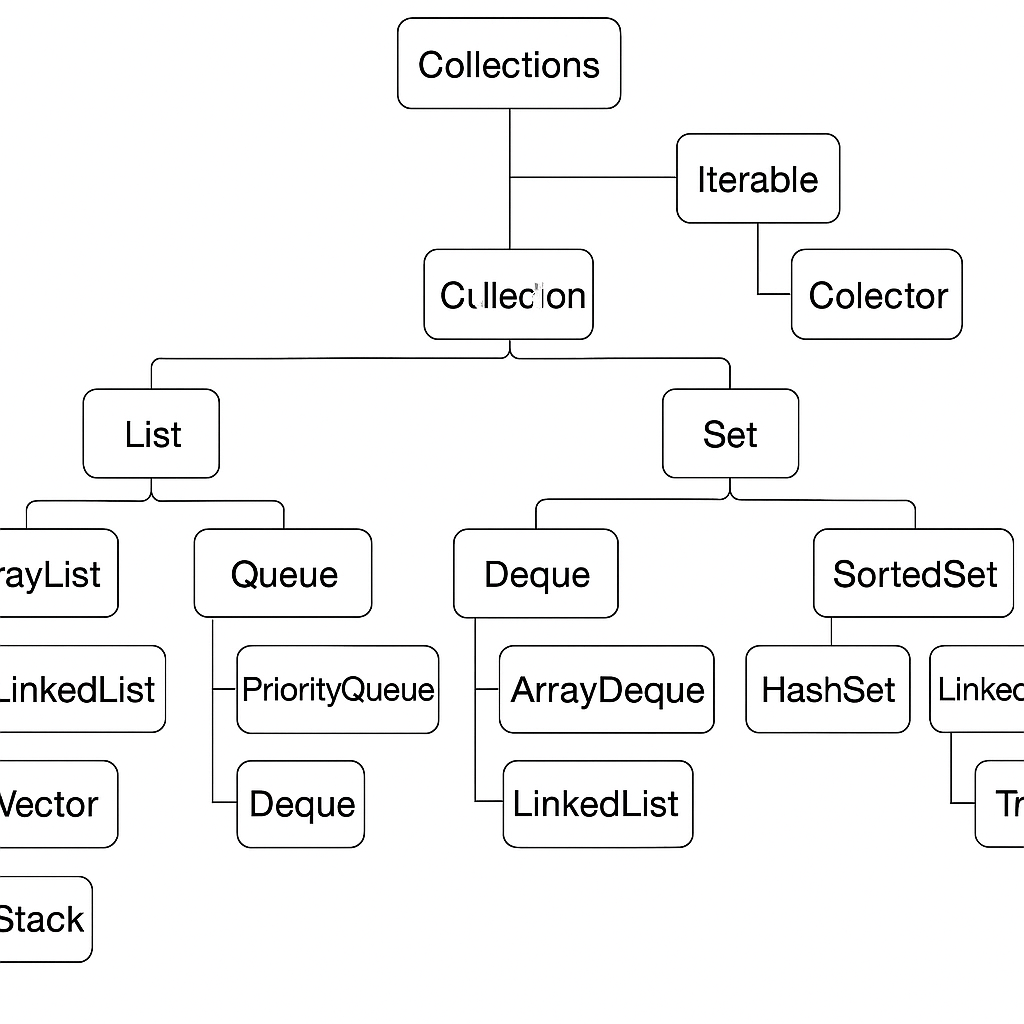 Collections
Iterable
Cullecion
Colector
List
Set
rayList
Queue
Deque
SortedSet
LinkedList
PriorityQueue
ArrayDeque
HashSet
Linked
Vector
Deque
LinkedList
Tr
Stack